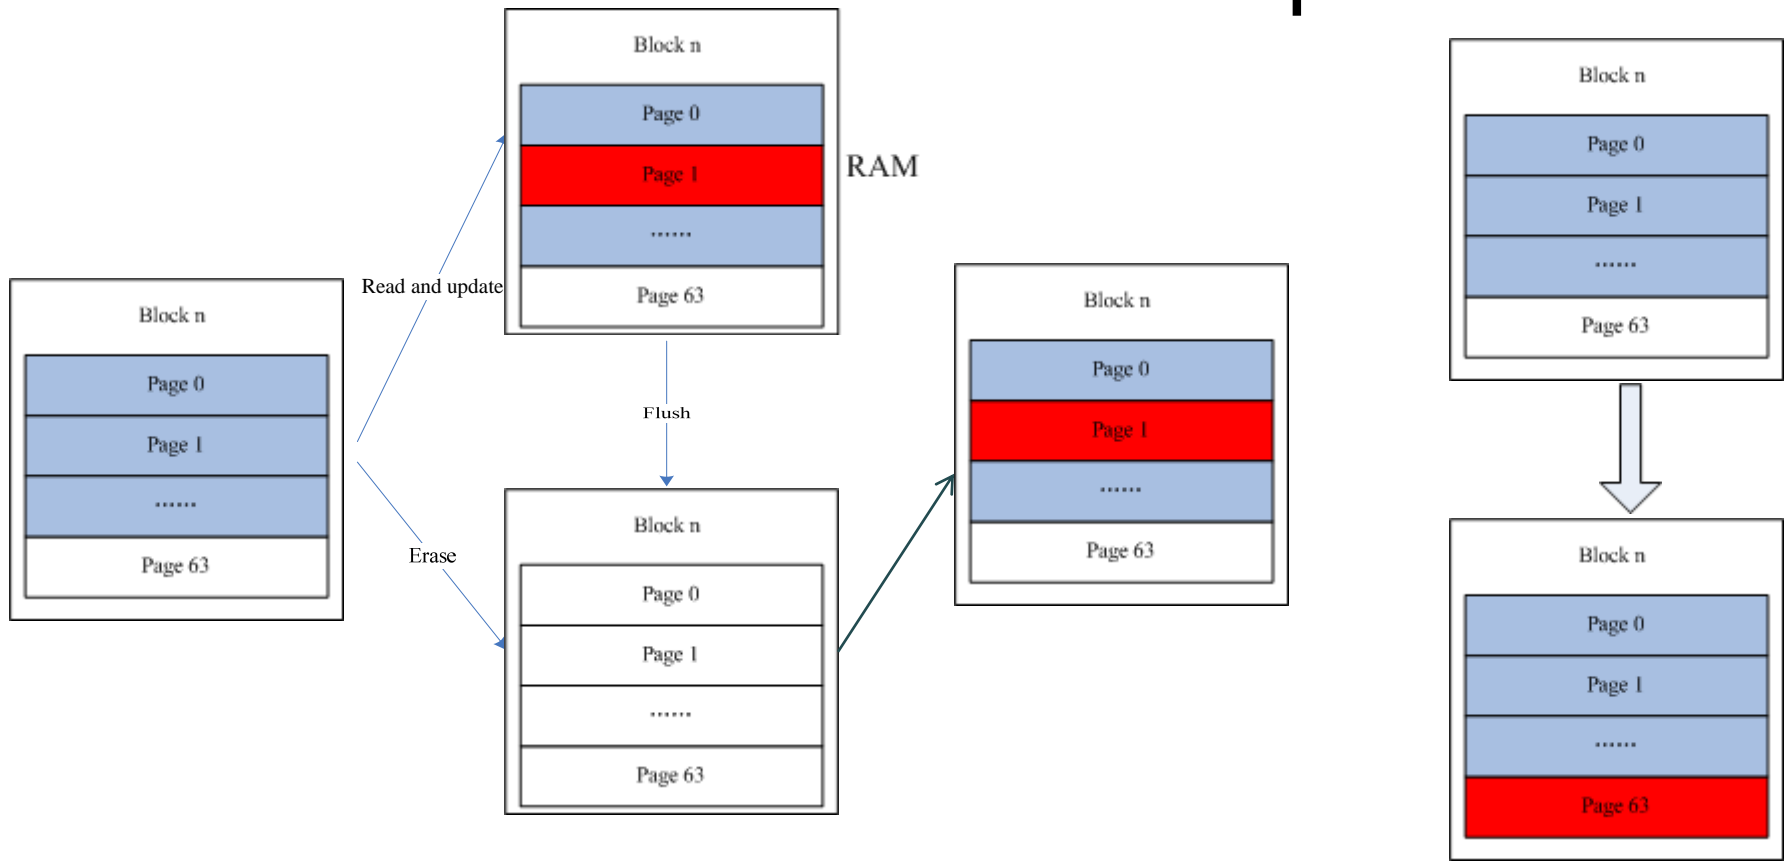 Block n
Page 0
Page 1
......
Page 63
Read and update
Erase
Block n
Page 0
Page 1
......
Page 63
RAM
Flush
Block n
Page 0
Page 1
......
Page 63
Block n
Page 0
Page 1
......
Page 63
Block n
Page 0
Page 1
......
Page 63
Block n
Page 0
Page 1
......
Page 63